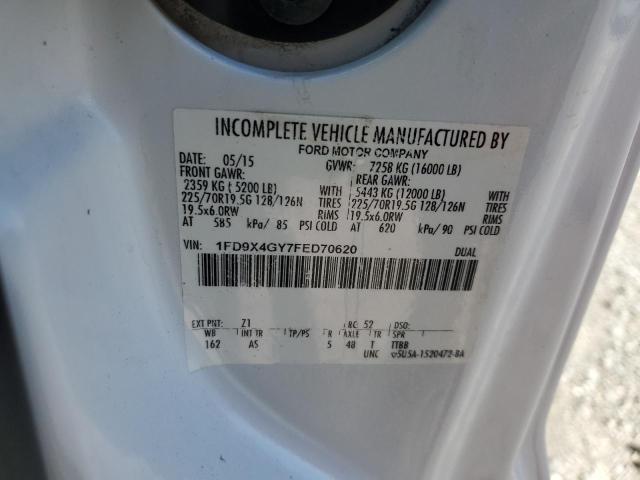 INCOMPLETE VEHICLE MANUFACTURED BY
FORD MOTOR COMPANY
DATE: 05/15 GVWR: 7258 KG (16000 LB)
FRONT GAWR: REAR GAWR:
2359 KG (5200 LB) WITH 5443 KG (12000 LB) WITH
225/70R19.5G 128/126N TIRES 225/70R19.5G 128/126N TIRES
19.5x6.0RW RIMS 19.5x6.0RW RIMS
AT 585 kPa/ 85 PSI COLD AT 620 kPa/90 PSI COLD
VIN: 1FD9X4GY7FED70620 DUAL
EXT PNT: Z1 RC: 52 DSO:
WB INT TR TP/PS R AXLE TR SPR
162 AS 5 48 T TTBB
UNC 5U5A-1520472-BA